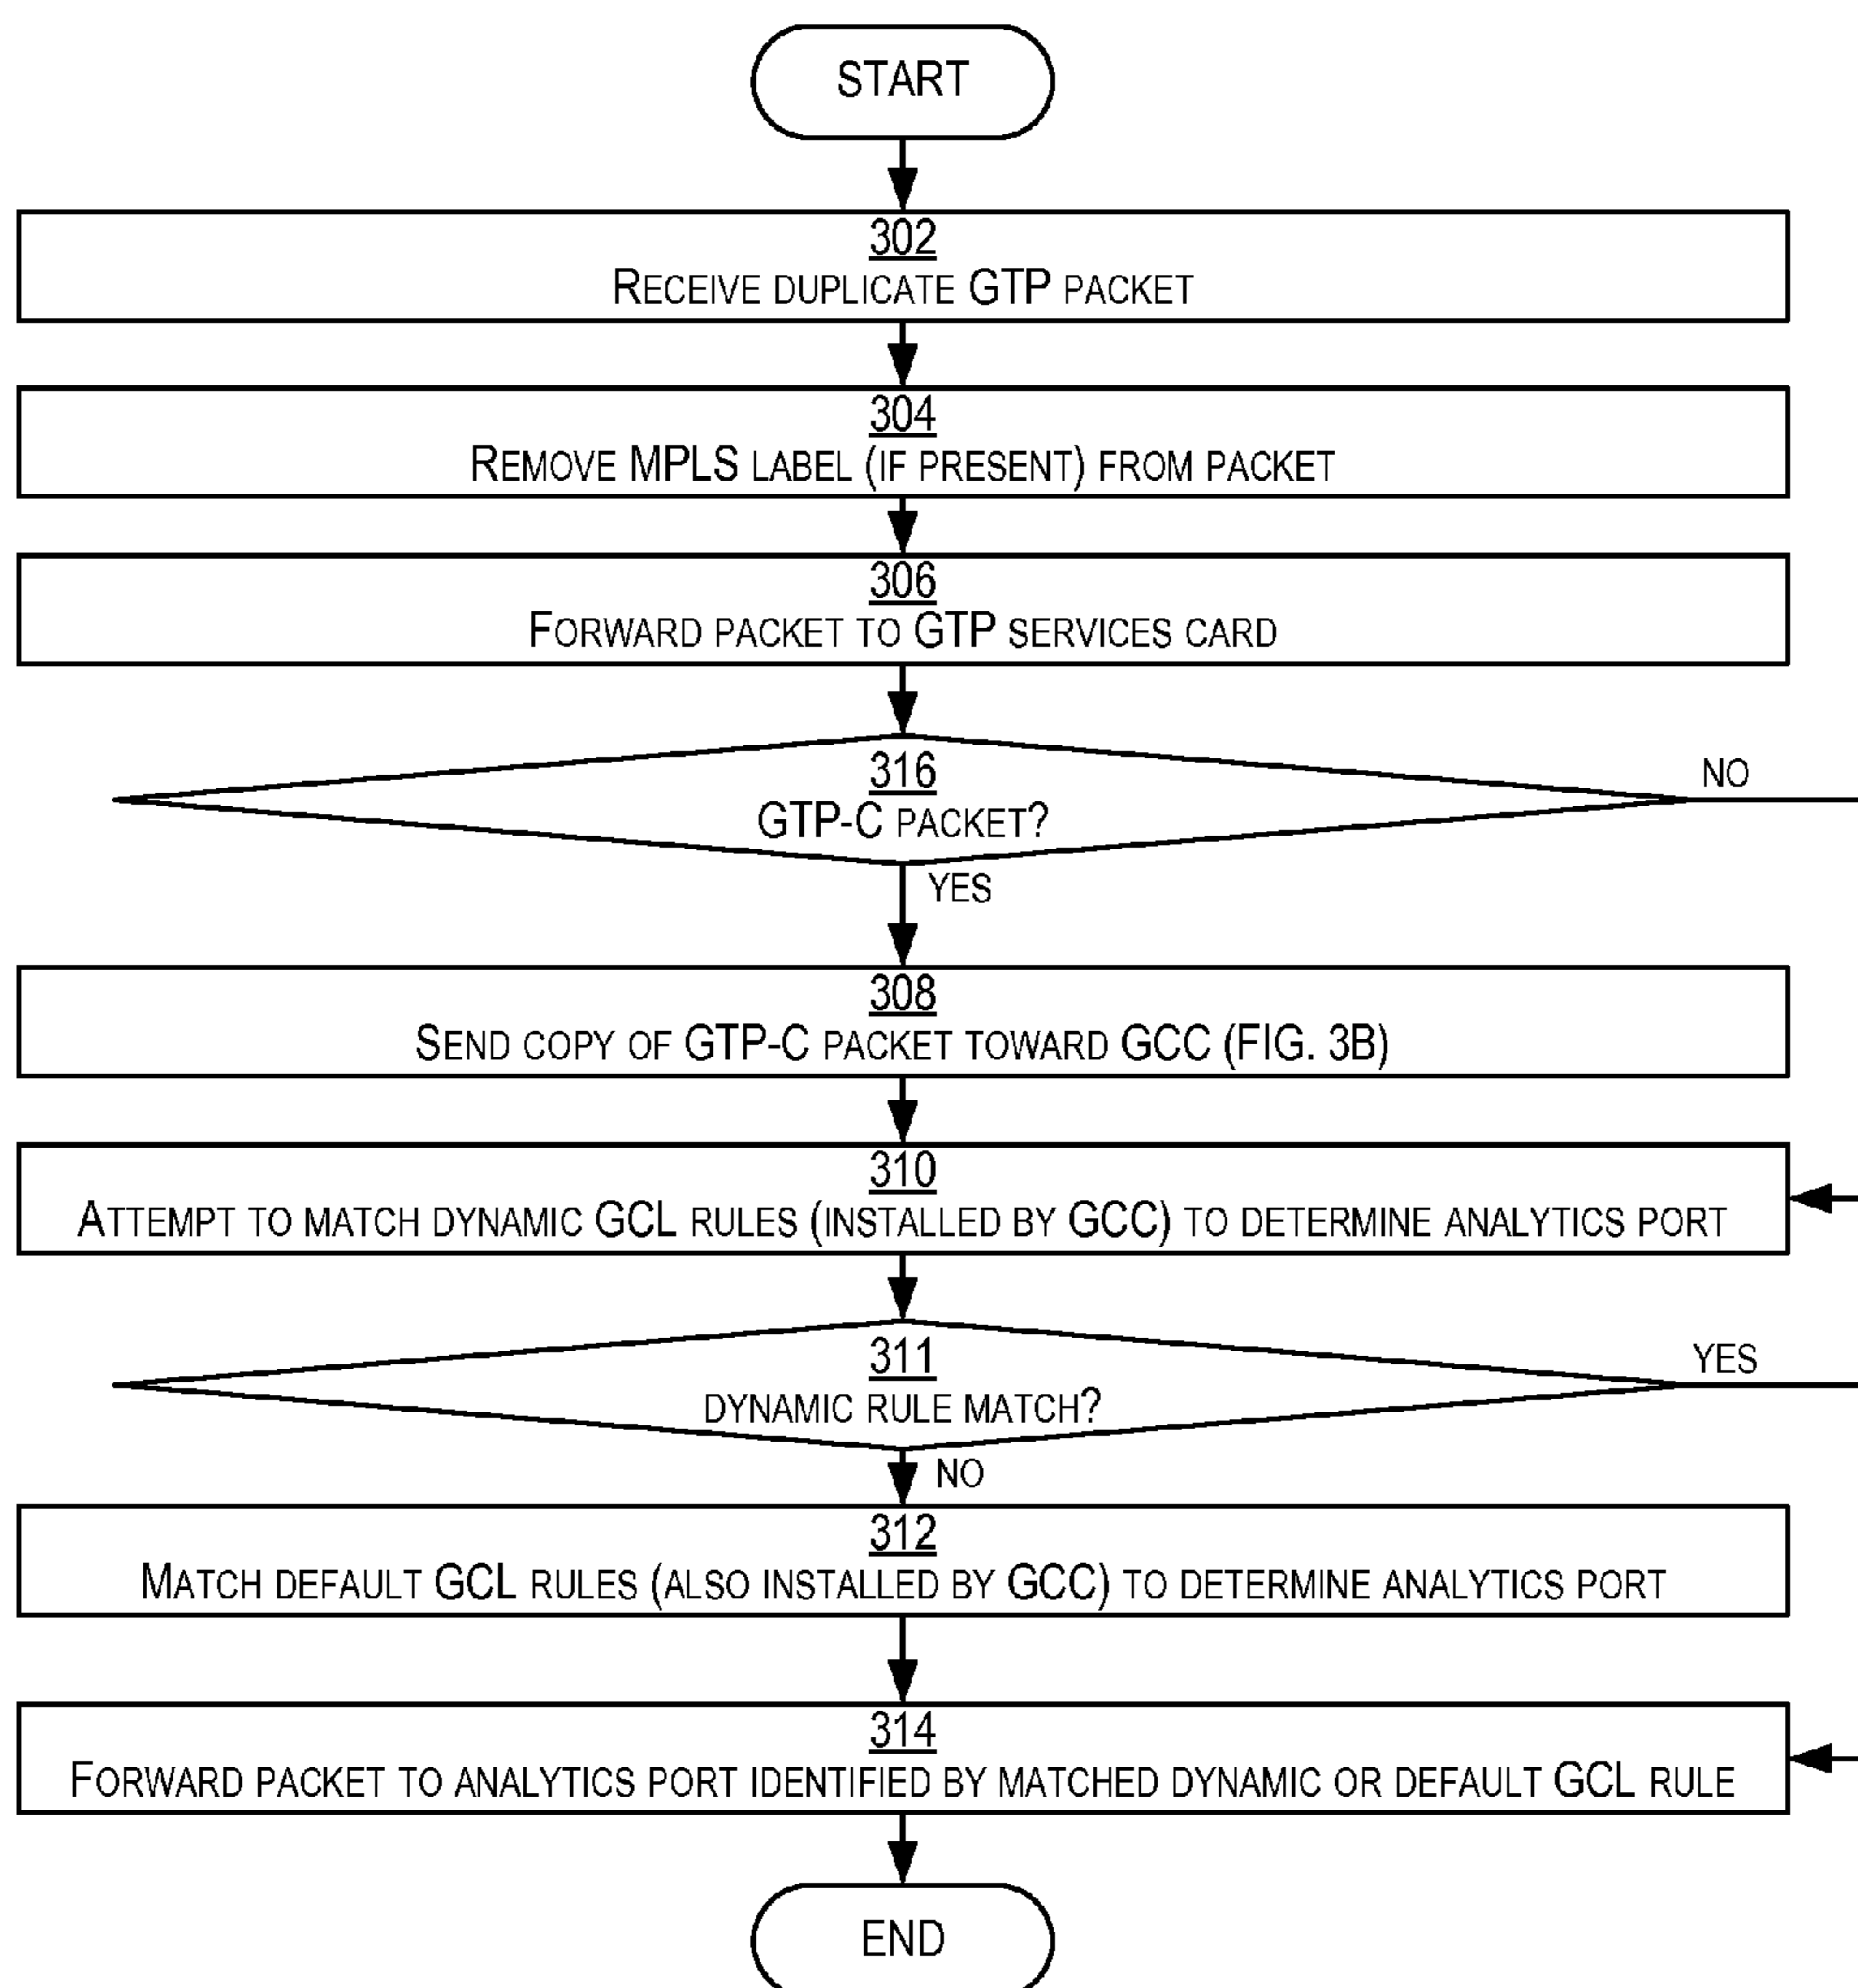 START
302
RECEIVE DUPLICATE GTP PACKET
304
REMOVE MPLS LABEL (IF PRESENT) FROM PACKET
306
FORWARD PACKET TO GTP SERVICES CARD
316
GTP-C PACKET?
NO
YES
308
SEND COPY OF GTP-C PACKET TOWARD GCC (FIG. 3B)
310
ATTEMPT TO MATCH DYNAMIC GCL RULES (INSTALLED BY GCC) TO DETERMINE ANALYTICS PORT
311
DYNAMIC RULE MATCH?
YES
NO
312
MATCH DEFAULT GCL RULES (ALSO INSTALLED BY GCC) TO DETERMINE ANALYTICS PORT
314
FORWARD PACKET TO ANALYTICS PORT IDENTIFIED BY MATCHED DYNAMIC OR DEFAULT GCL RULE
END